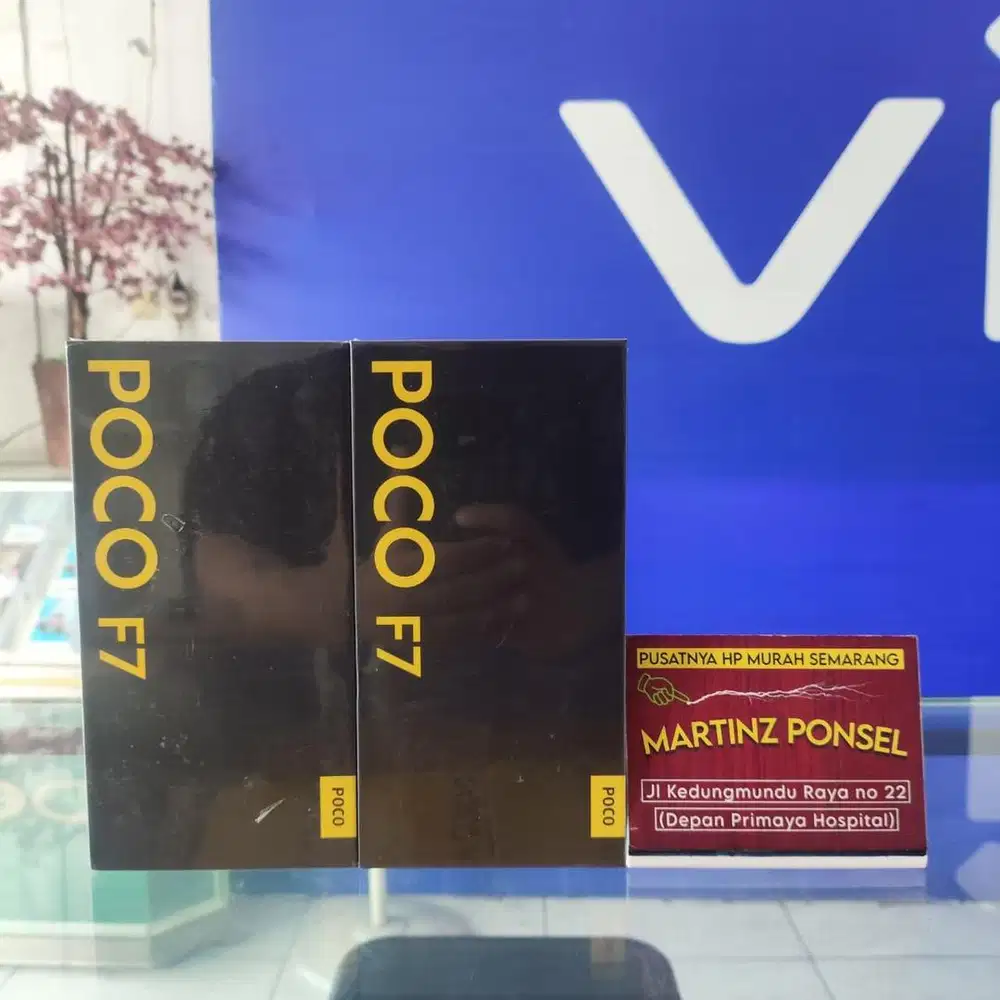 Vi
POCO F7
POCO
POCO F7
POCO
PUSATNYA HP MURAH SEMARANG
MARTINZ PONSEL
Jl Kedungmundu Raya no 22
(Depan Primaya Hospital)